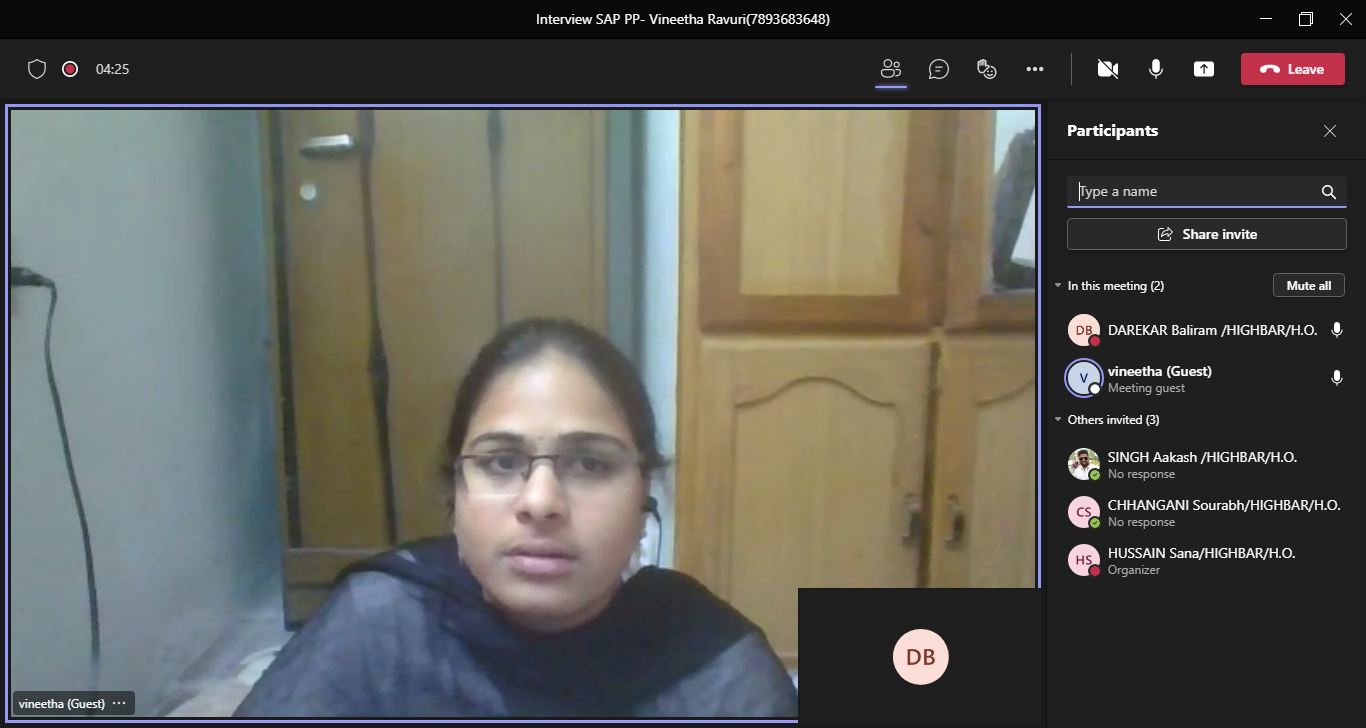 Interview SAP PP- Vineetha Ravuri(7893683648)
04:25
Leave
Participants
Type a name
Share invite
In this meeting (2)
Mute all
DB
DAREKAR Baliram /HIGHBAR/H.O.
V
vineetha (Guest)
Meeting guest
Others invited (3)
SINGH Aakash /HIGHBAR/H.O.
No response
CS
CHHANGANI Sourabh/HIGHBAR/H.O.
No response
HS
HUSSAIN Sana/HIGHBAR/H.O.
Organizer
DB
vineetha (Guest)